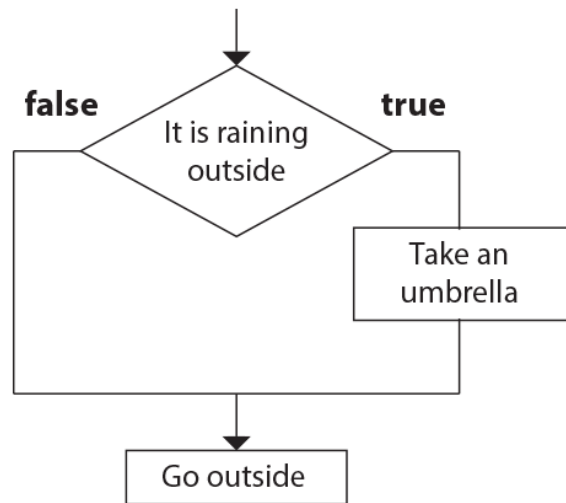 false
true
It is raining
outside
Take an
umbrella
Go outside